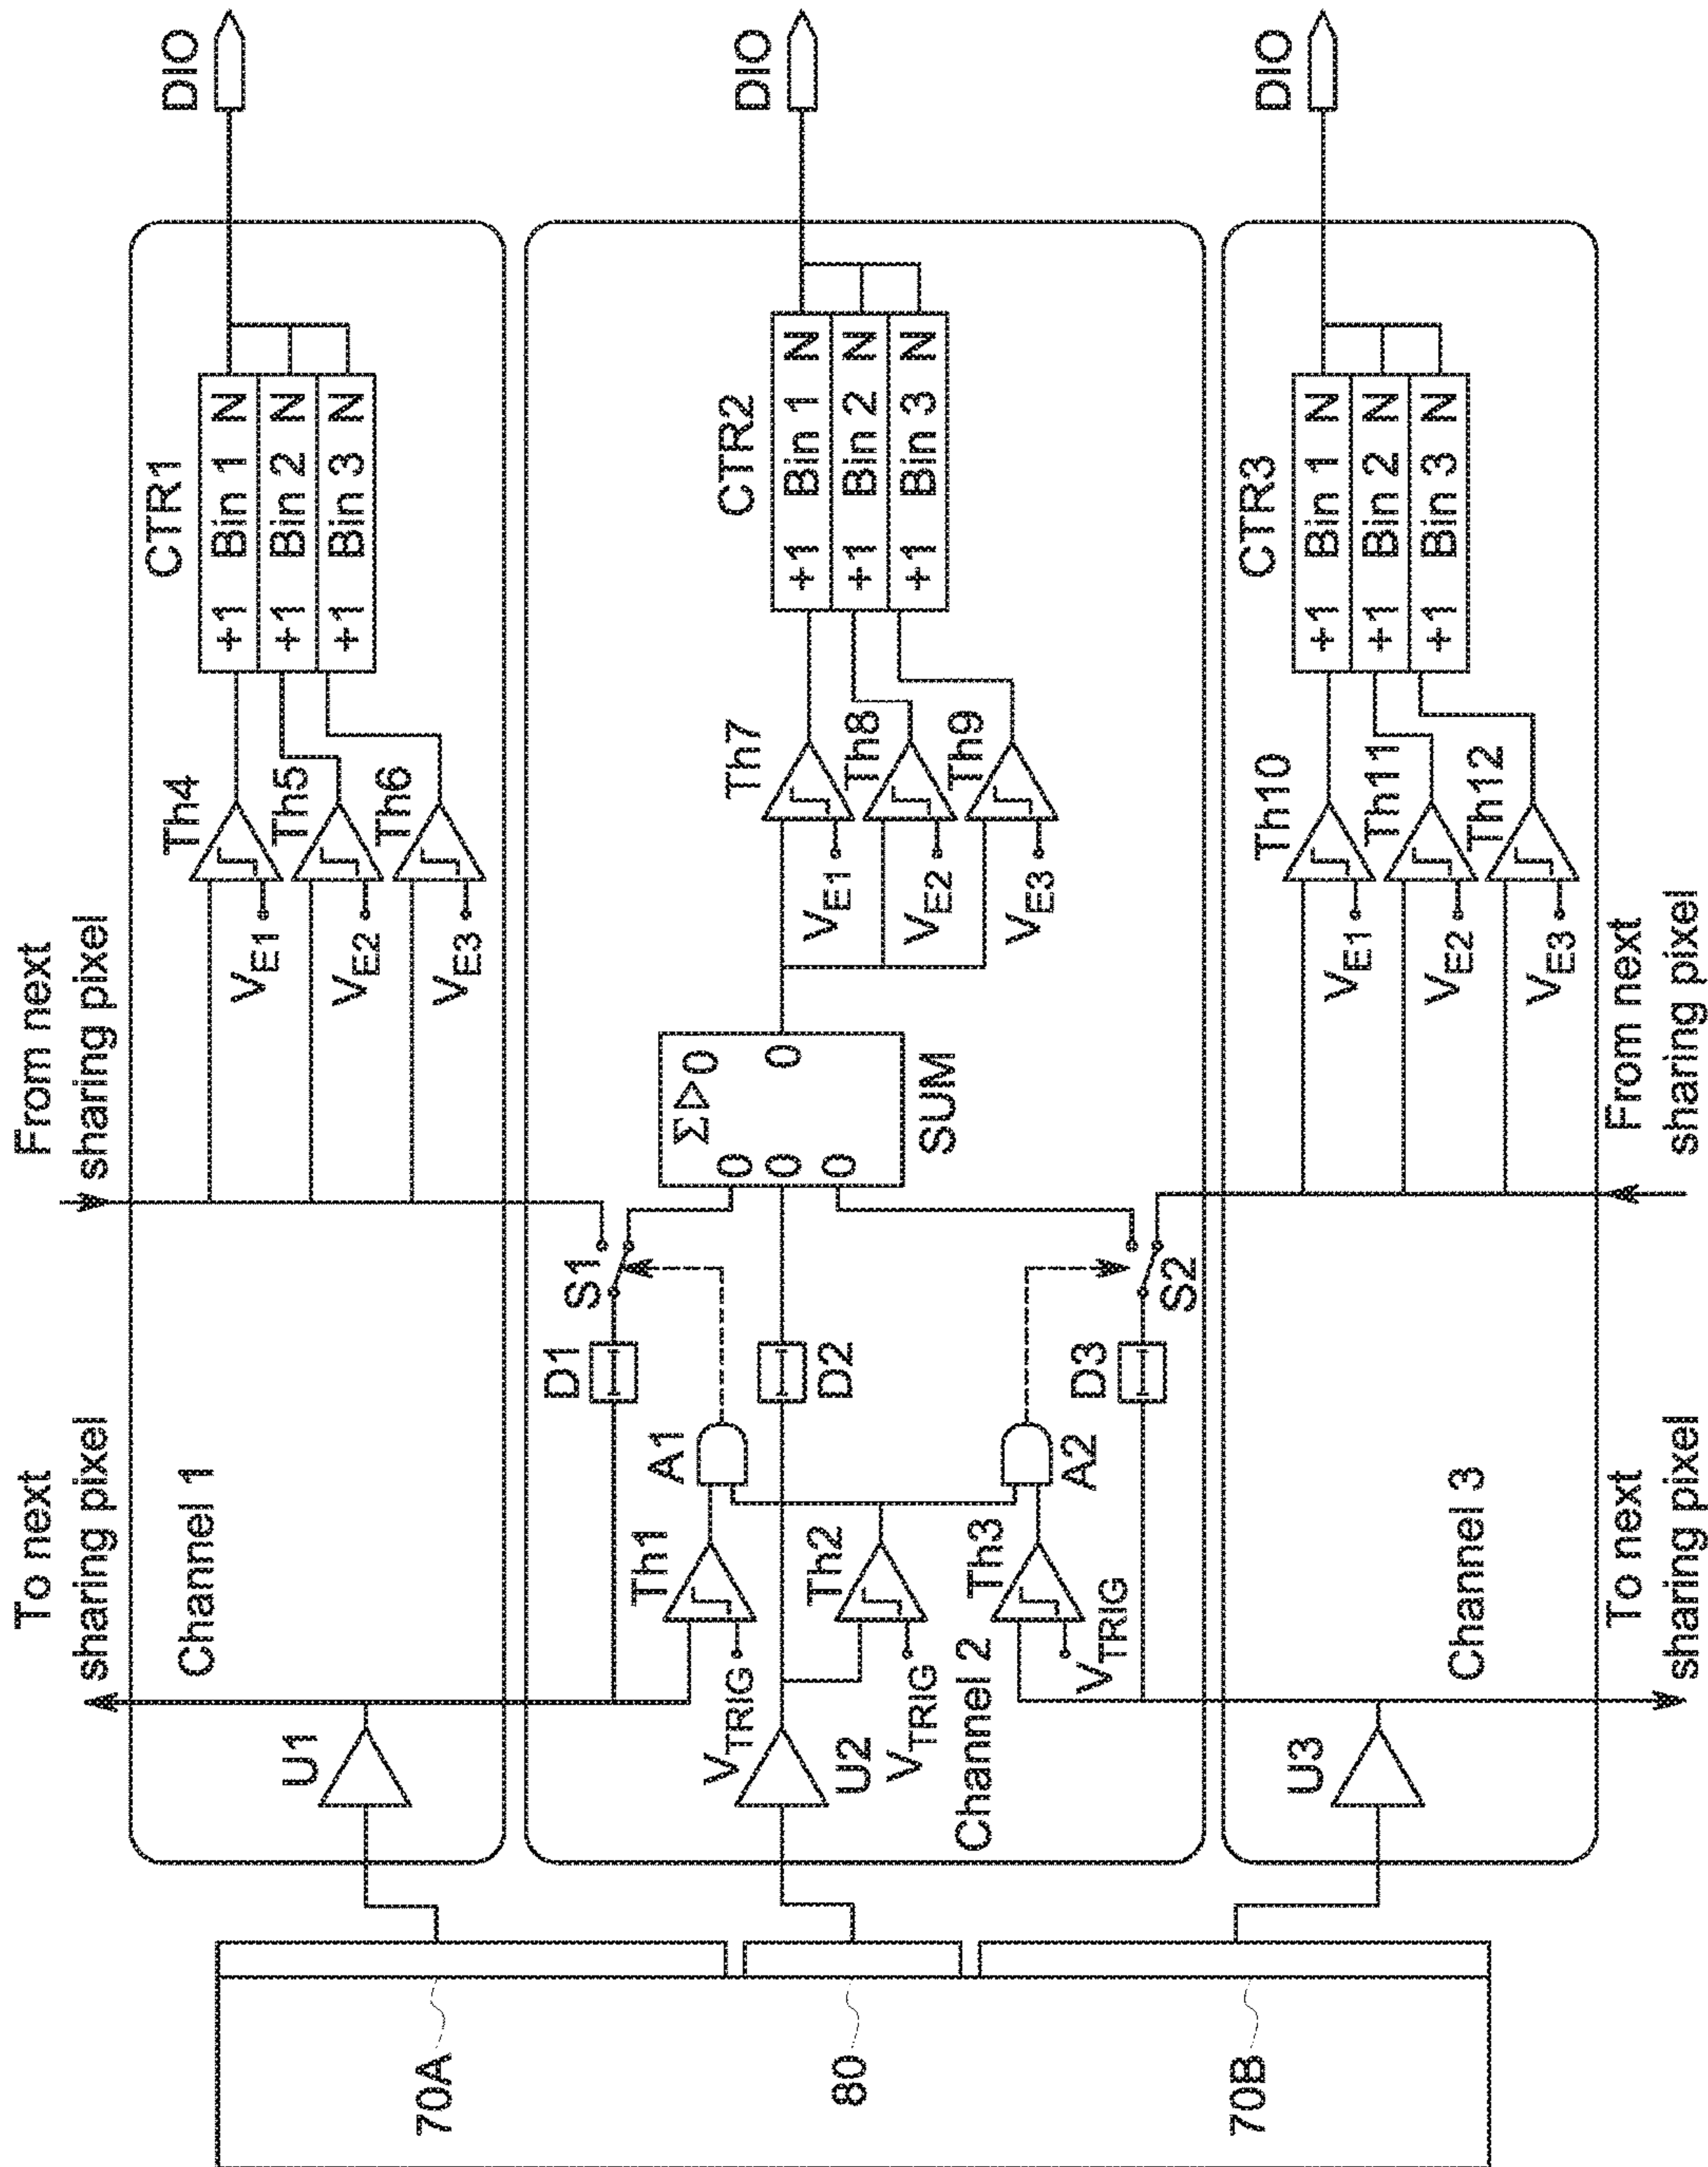 70A
80
70B
U1
To next
sharing pixel
Channel 1
From next
sharing pixel
Th4
Th5
Th6
VE1
VE2
VE3
CTR1
+1 Bin 1 N
+1 Bin 2 N
+1 Bin 3 N
DIO
U2
VTRIG
VTRIG
VTRIG
Channel 2
Th1
Th2
Th3
A1
A2
D1
D2
D3
S1
S2
Σ▷0
0
0
0
0
SUM
Th7
Th8
Th9
VE1
VE2
VE3
CTR2
+1 Bin 1 N
+1 Bin 2 N
+1 Bin 3 N
DIO
U3
Channel 3
To next
sharing pixel
From next
sharing pixel
Th10
Th11
Th12
VE1
VE2
VE3
CTR3
+1 Bin 1 N
+1 Bin 2 N
+1 Bin 3 N
DIO